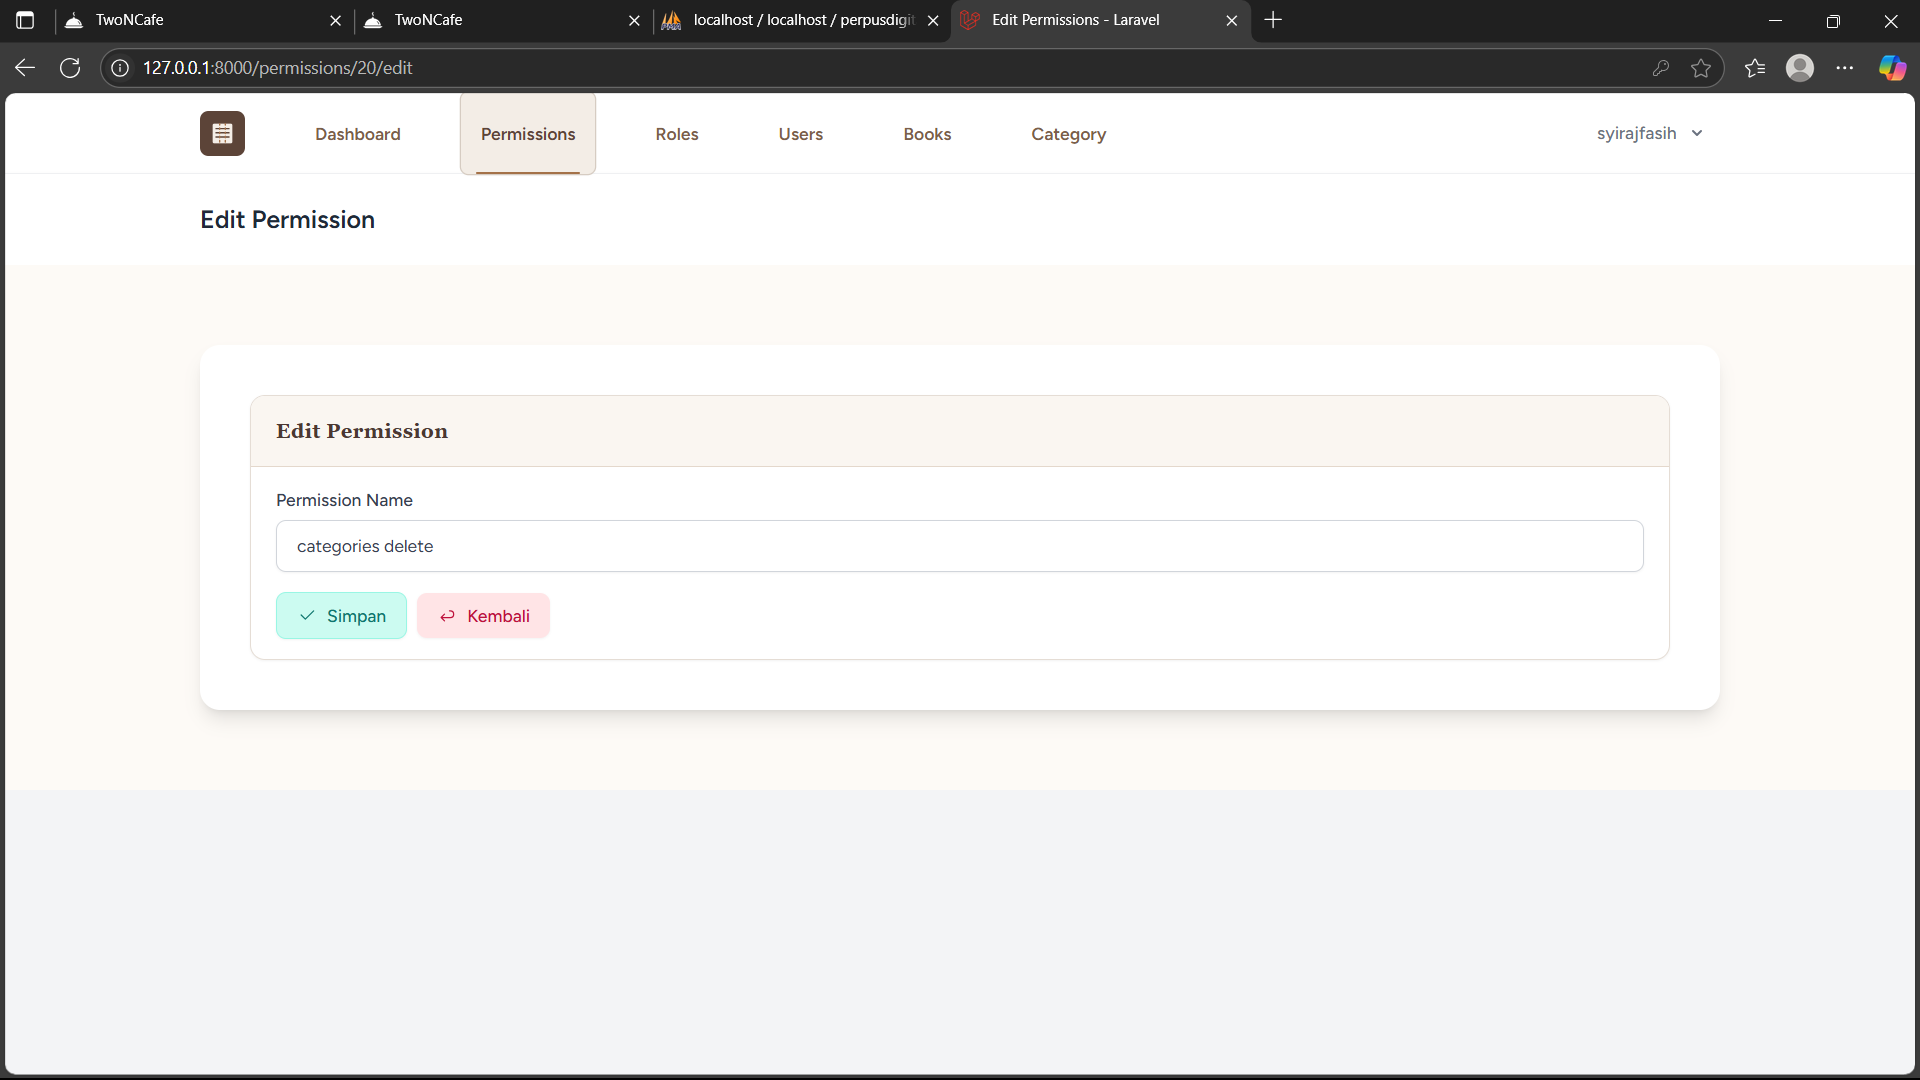 TwoNCafe
TwoNCafe
localhost / localhost / perpusdigit
Edit Permissions - Laravel
127.0.0.1:8000/permissions/20/edit
Dashboard
Permissions
Roles
Users
Books
Category
syirajfasih
Edit Permission
Edit Permission
Permission Name
categories delete
Simpan
Kembali